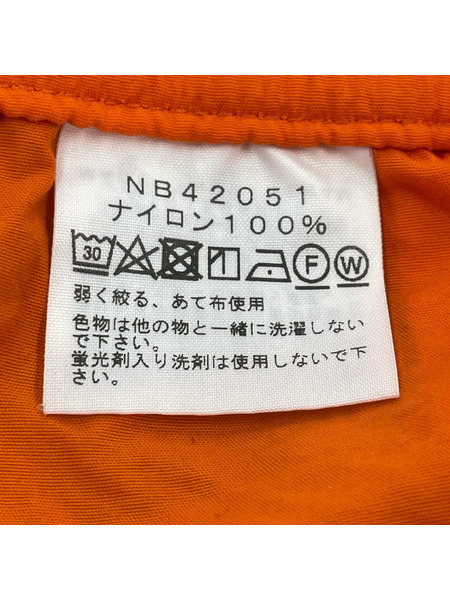 NB42051
ナイロン100%
30 F W
弱く絞る、あて布使用
色物は他の物と一緒に洗濯しない
で下さい。
蛍光剤入り洗剤は使用しないで下
さい。